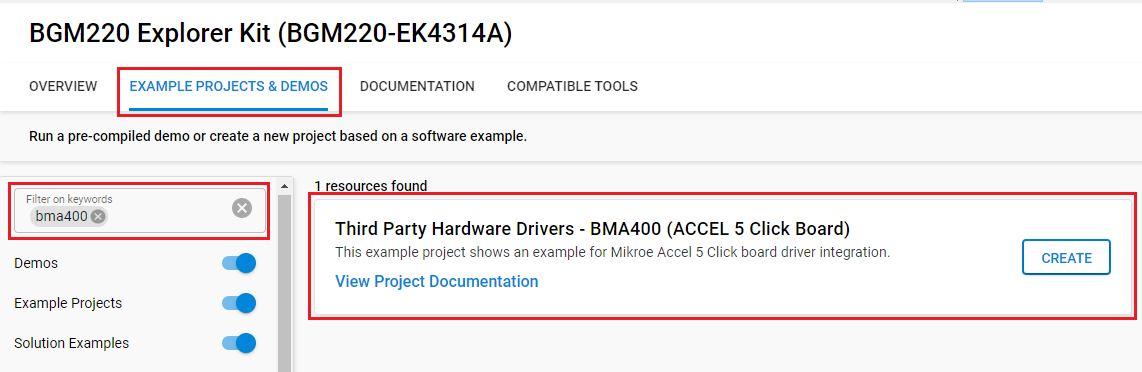 BGM220 Explorer Kit (BGM220-EK4314A)
OVERVIEW EXAMPLE PROJECTS & DEMOS DOCUMENTATION COMPATIBLE TOOLS
Run a pre-compiled demo or create a new project based on a software example.
Filter on keywords
bma400
Demos
Example Projects
Solution Examples
1 resources found
Third Party Hardware Drivers - BMA400 (ACCEL 5 Click Board)
This example project shows an example for Mikroe Accel 5 Click board driver integration.
View Project Documentation
CREATE